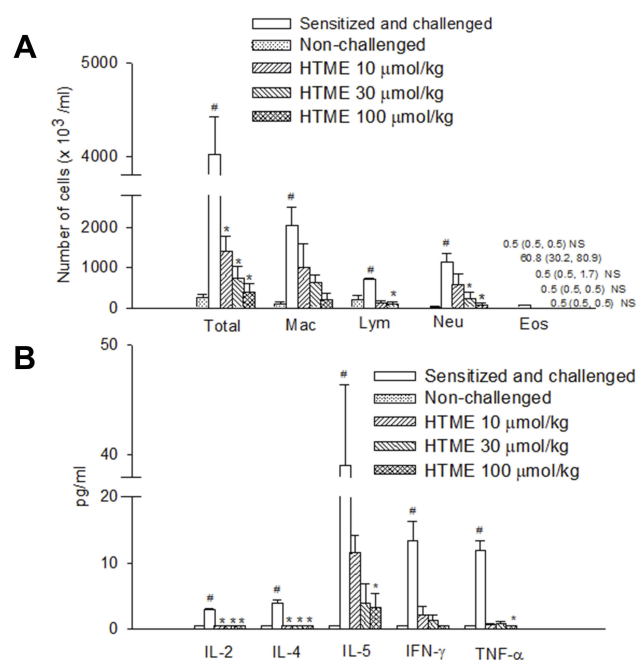 A
Sensitized and challenged
Non-challenged
HTME 10 μmol/kg
HTME 30 μmol/kg
HTME 100 μmol/kg
Number of cells (x 10³ /ml)
5000
4000
2000
1000
0
#
* * *
#
#
*
#
* *
0.5 (0.5, 0.5) NS
60.8 (30.2, 80.9)
0.5 (0.5, 1.7) NS
0.5 (0.5, 0.5) NS
0.5 (0.5, 0.5) NS
Total Mac Lym Neu Eos
B
Sensitized and challenged
Non-challenged
HTME 10 μmol/kg
HTME 30 μmol/kg
HTME 100 μmol/kg
pg/ml
50
40
20
10
0
#
* * *
#
* * *
#
*
#
#
*
IL-2 IL-4 IL-5 IFN-γ TNF-α